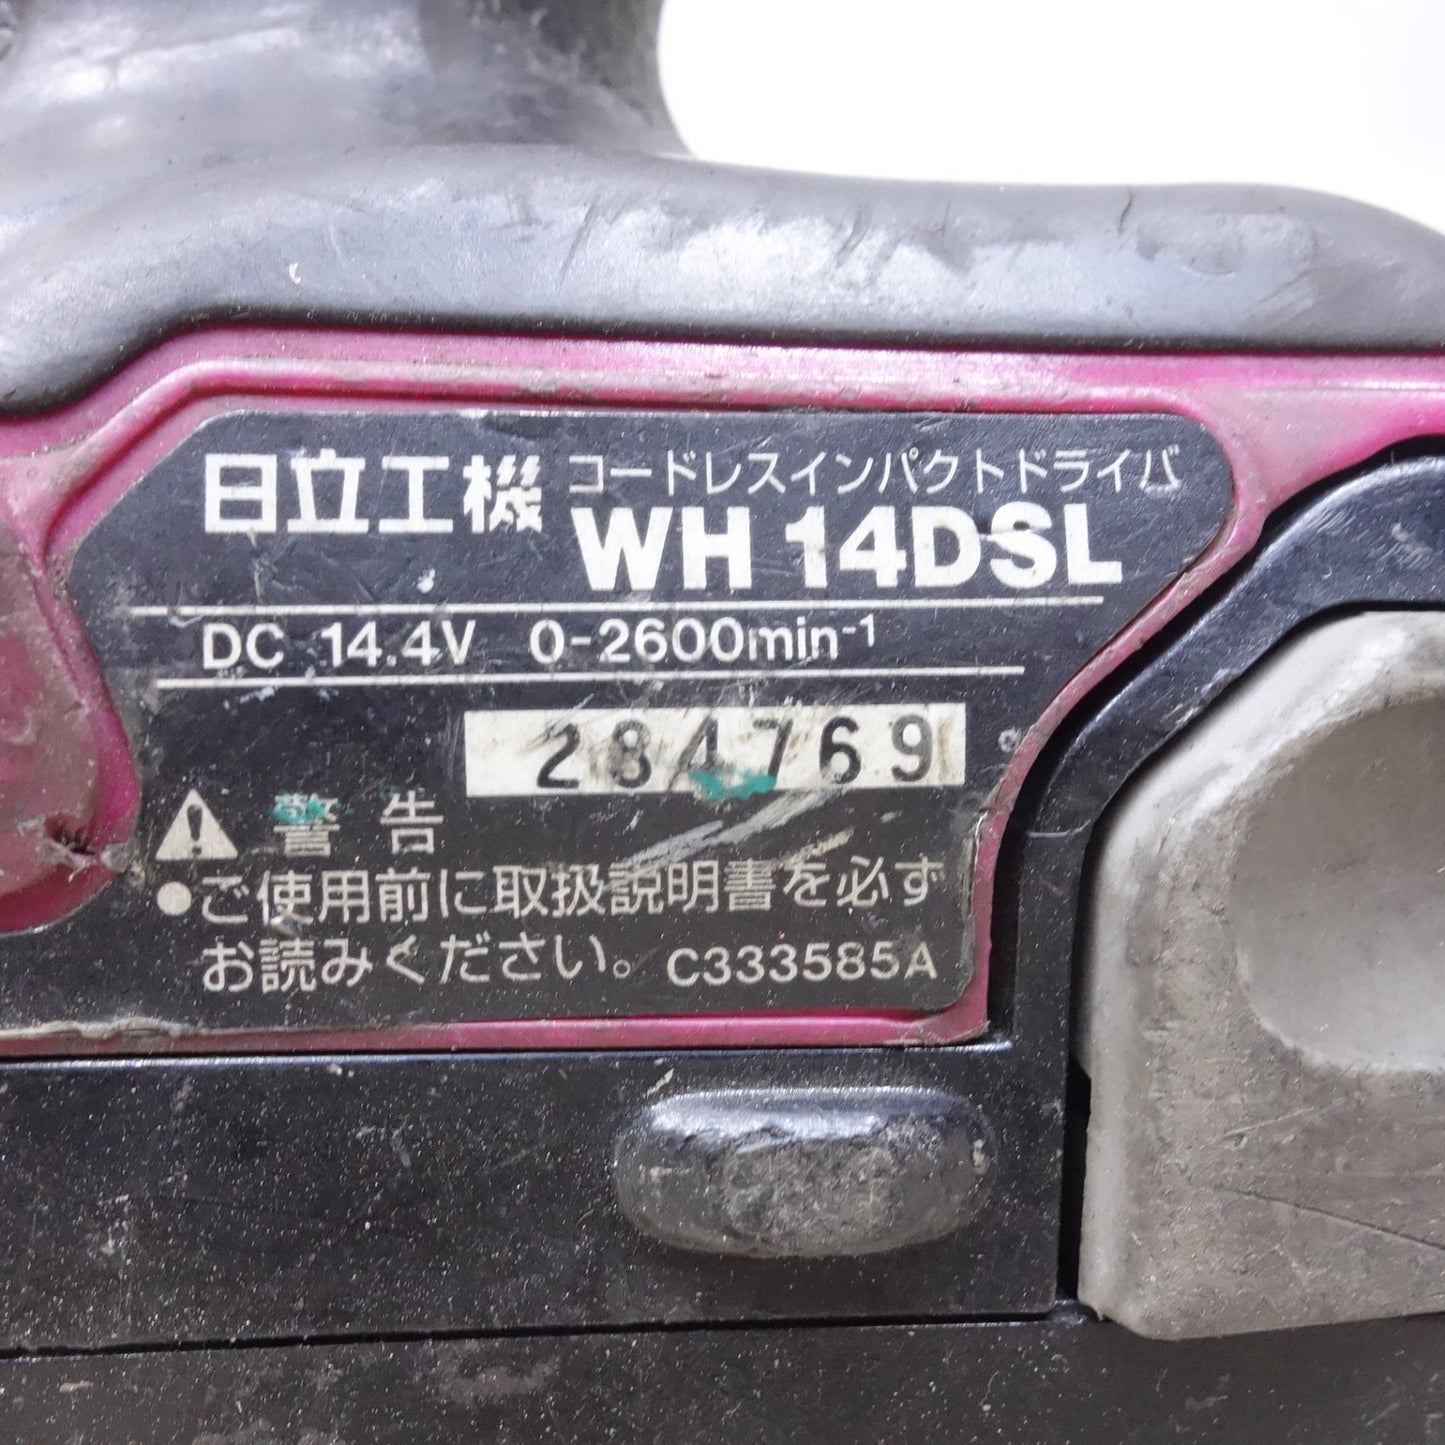 日立工機 コードレスインパクトドライバ
WH 14DSL
DC 14.4V 0-2600min⁻¹
284769
警告
●ご使用前に取扱説明書を必ず
お読みください。 C333585A